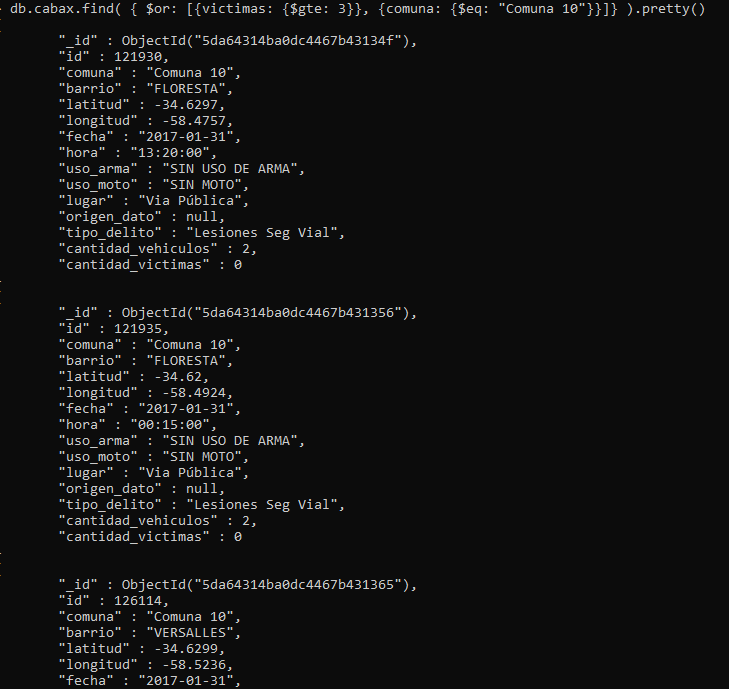 db.cabax.find( { $or: [{victimas: {$gte: 3}}, {comuna: {$eq: "Comuna 10"}}]} ).pretty()
"_id" : ObjectId("5da64314ba0dc4467b43134f"),
"id" : 121930,
"comuna" : "Comuna 10",
"barrio" : "FLORESTA",
"latitud" : -34.6297,
"longitud" : -58.4757,
"fecha" : "2017-01-31",
"hora" : "13:20:00",
"uso_arma" : "SIN USO DE ARMA",
"uso_moto" : "SIN MOTO",
"lugar" : "Via Pública",
"origen_dato" : null,
"tipo_delito" : "Lesiones Seg Vial",
"cantidad_vehiculos" : 2,
"cantidad_victimas" : 0
"_id" : ObjectId("5da64314ba0dc4467b431356"),
"id" : 121935,
"comuna" : "Comuna 10",
"barrio" : "FLORESTA",
"latitud" : -34.62,
"longitud" : -58.4924,
"fecha" : "2017-01-31",
"hora" : "00:15:00",
"uso_arma" : "SIN USO DE ARMA",
"uso_moto" : "SIN MOTO",
"lugar" : "Via Pública",
"origen_dato" : null,
"tipo_delito" : "Lesiones Seg Vial",
"cantidad_vehiculos" : 2,
"cantidad_victimas" : 0
"_id" : ObjectId("5da64314ba0dc4467b431365"),
"id" : 126114,
"comuna" : "Comuna 10",
"barrio" : "VERSALLES",
"latitud" : -34.6299,
"longitud" : -58.5236,
"fecha" : "2017-01-31",